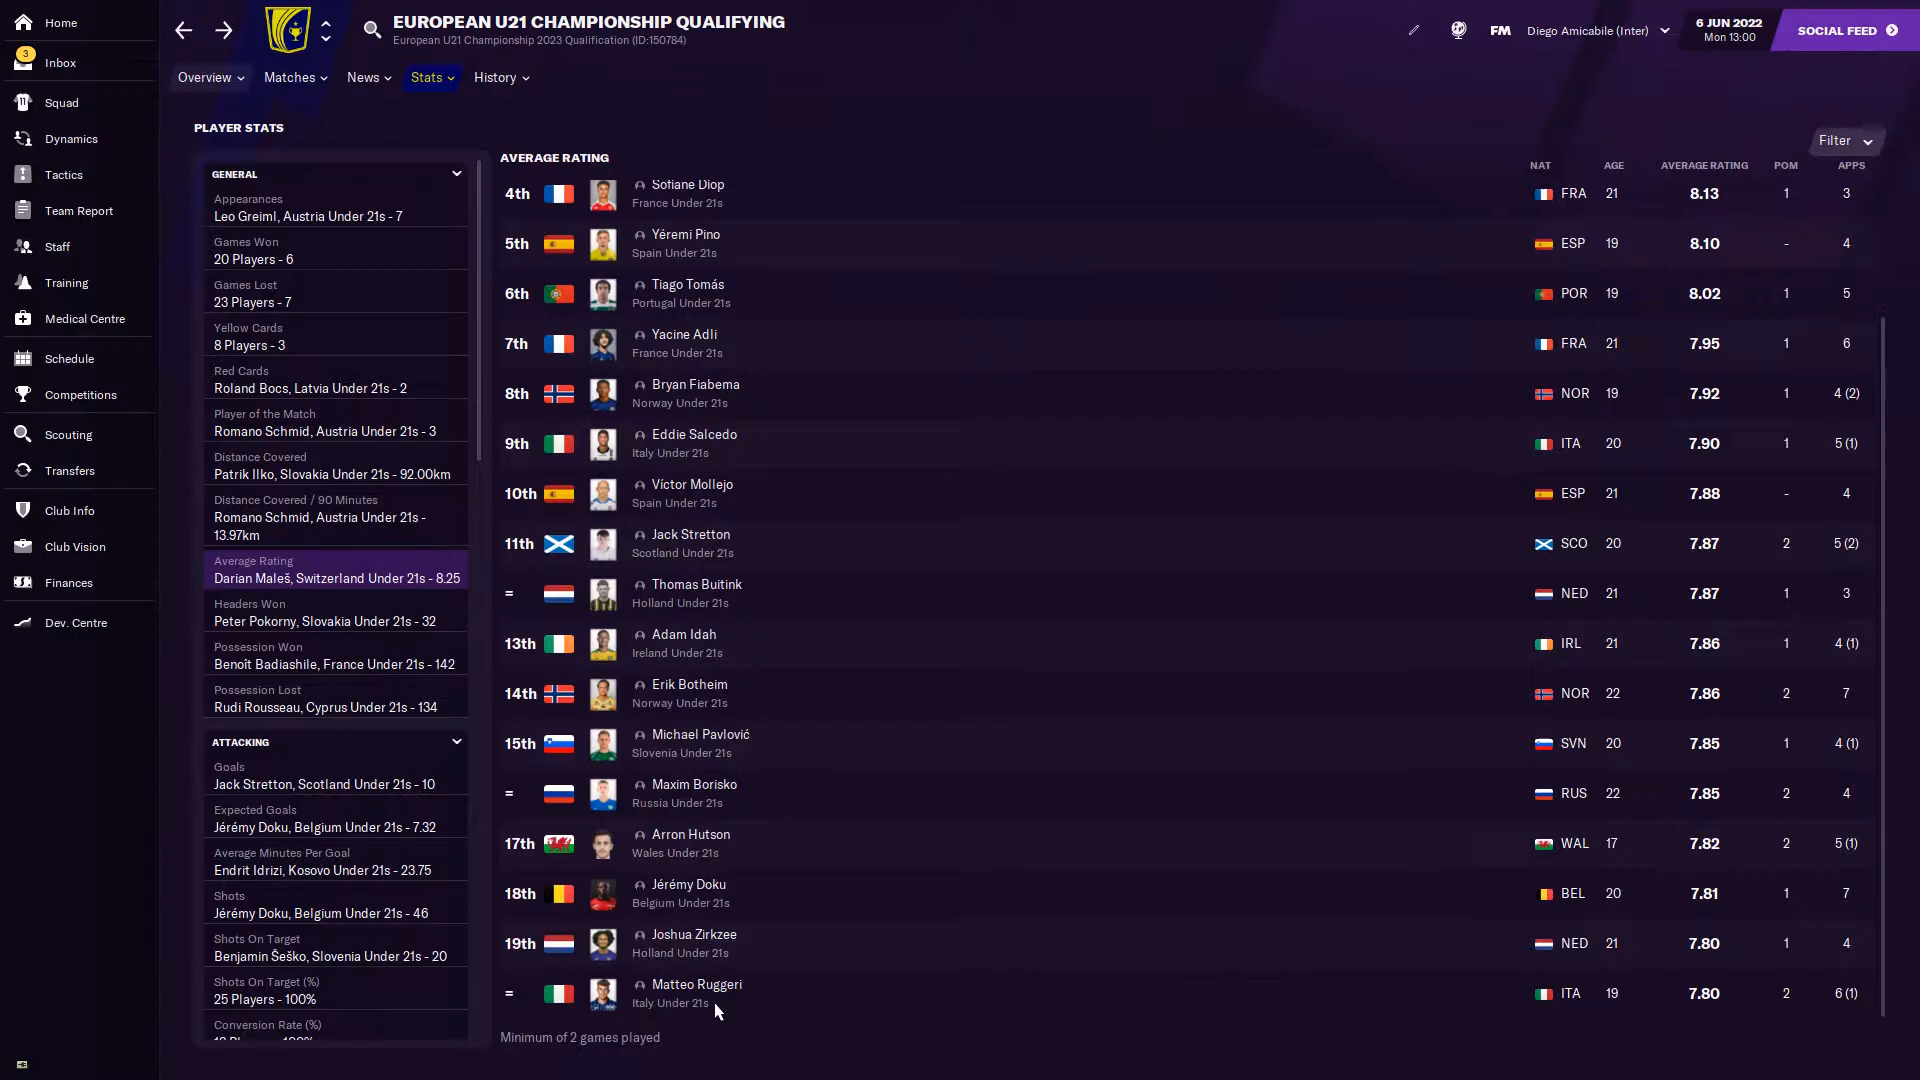 Home
3
Inbox
Squad
Dynamics
Tactics
Team Report
Staff
Training
Medical Centre
Schedule
Competitions
Scouting
Transfers
Club Info
Club Vision
Finances
Dev. Centre
EUROPEAN U21 CHAMPIONSHIP QUALIFYING
European U21 Championship 2023 Qualification (ID:150784)
FM
Diego Amicabile (Inter)
6 JUN 2022
Mon 13:00
SOCIAL FEED
Overview
Matches
News
Stats
History
PLAYER STATS
Filter
GENERAL
Appearances
Leo Greiml, Austria Under 21s - 7
Games Won
20 Players - 6
Games Lost
23 Players - 7
Yellow Cards
8 Players - 3
Red Cards
Roland Bocs, Latvia Under 21s - 2
Player of the Match
Romano Schmid, Austria Under 21s - 3
Distance Covered
Patrik Ilko, Slovakia Under 21s - 92.00km
Distance Covered / 90 Minutes
Romano Schmid, Austria Under 21s -
13.97km
Average Rating
Darian Maleš, Switzerland Under 21s - 8.25
Headers Won
Peter Pokorny, Slovakia Under 21s - 32
Possession Won
Benoît Badiashile, France Under 21s - 142
Possession Lost
Rudi Rousseau, Cyprus Under 21s - 134
ATTACKING
Goals
Jack Stretton, Scotland Under 21s - 10
Expected Goals
Jérémy Doku, Belgium Under 21s - 7.32
Average Minutes Per Goal
Endrit Idrizi, Kosovo Under 21s - 23.75
Shots
Jérémy Doku, Belgium Under 21s - 46
Shots On Target
Benjamin Šeško, Slovenia Under 21s - 20
Shots On Target (%)
25 Players - 100%
Conversion Rate (%)
AVERAGE RATING
NAT AGE AVERAGE RATING POM APPS
4th Sofiane Diop FRA 21 8.13 1 3
France Under 21s
5th Yéremi Pino ESP 19 8.10 - 4
Spain Under 21s
6th Tiago Tomás POR 19 8.02 1 5
Portugal Under 21s
7th Yacine Adli FRA 21 7.95 1 6
France Under 21s
8th Bryan Fiabema NOR 19 7.92 1 4 (2)
Norway Under 21s
9th Eddie Salcedo ITA 20 7.90 1 5 (1)
Italy Under 21s
10th Víctor Mollejo ESP 21 7.88 - 4
Spain Under 21s
11th Jack Stretton SCO 20 7.87 2 5 (2)
Scotland Under 21s
= Thomas Buitink NED 21 7.87 1 3
Holland Under 21s
13th Adam Idah IRL 21 7.86 1 4 (1)
Ireland Under 21s
14th Erik Botheim NOR 22 7.86 2 7
Norway Under 21s
15th Michael Pavlović SVN 20 7.85 1 4 (1)
Slovenia Under 21s
= Maxim Borisko RUS 22 7.85 2 4
Russia Under 21s
17th Arron Hutson WAL 17 7.82 2 5 (1)
Wales Under 21s
18th Jérémy Doku BEL 20 7.81 1 7
Belgium Under 21s
19th Joshua Zirkzee NED 21 7.80 1 4
Holland Under 21s
= Matteo Ruggeri ITA 19 7.80 2 6 (1)
Italy Under 21s
Minimum of 2 games played